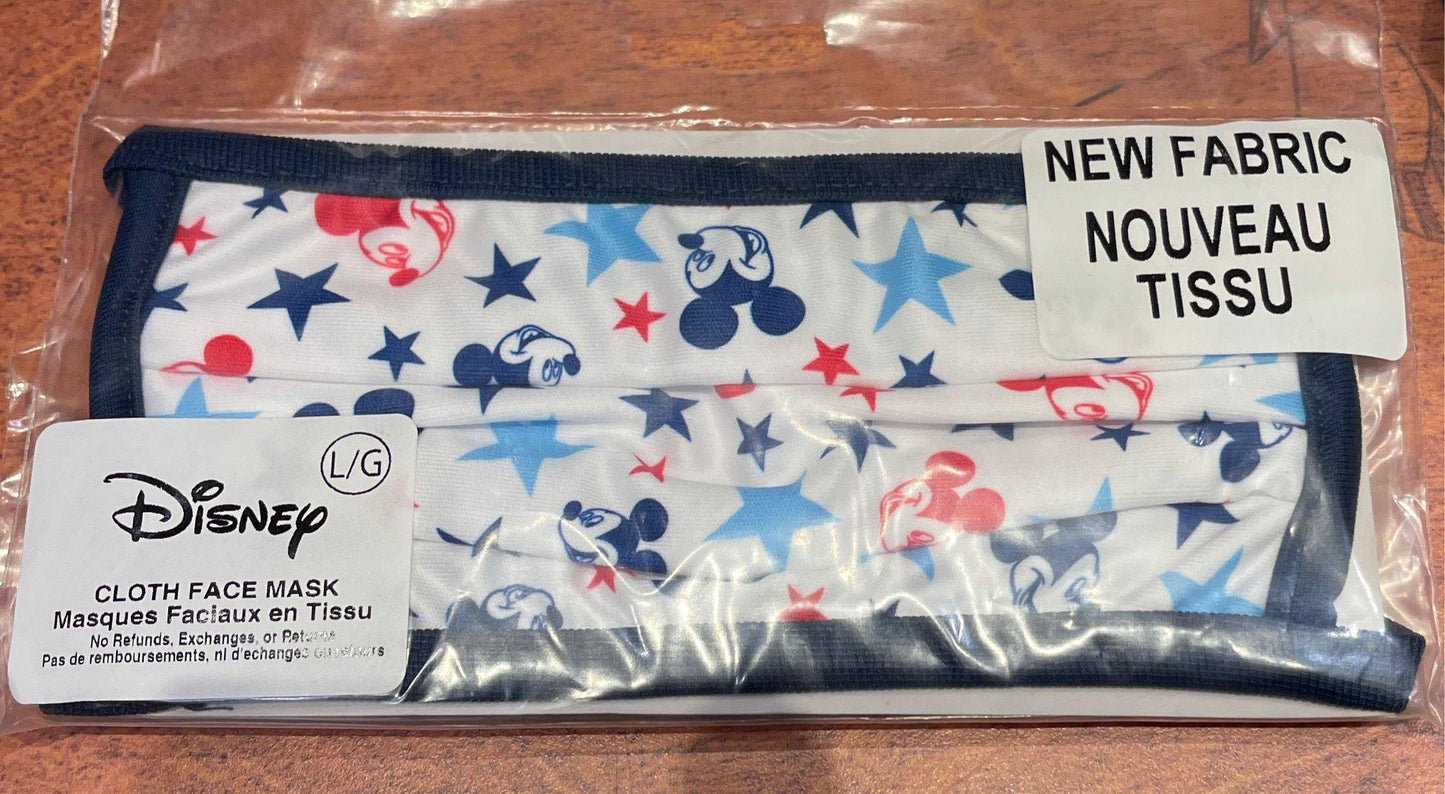 NEW FABRIC
NOUVEAU
TISSU
L/G
Disney
CLOTH FACE MASK
Masques Faciaux en Tissu
No Refunds, Exchanges, or Returns
Pas de remboursements, ni d'echanges ou retours